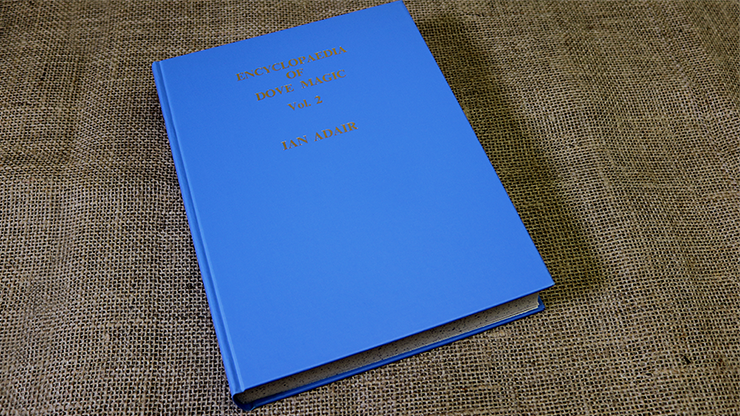 ENCYCLOPAEDIA
OF
DOVE MAGIC
Vol. 2
IAN ADAIR